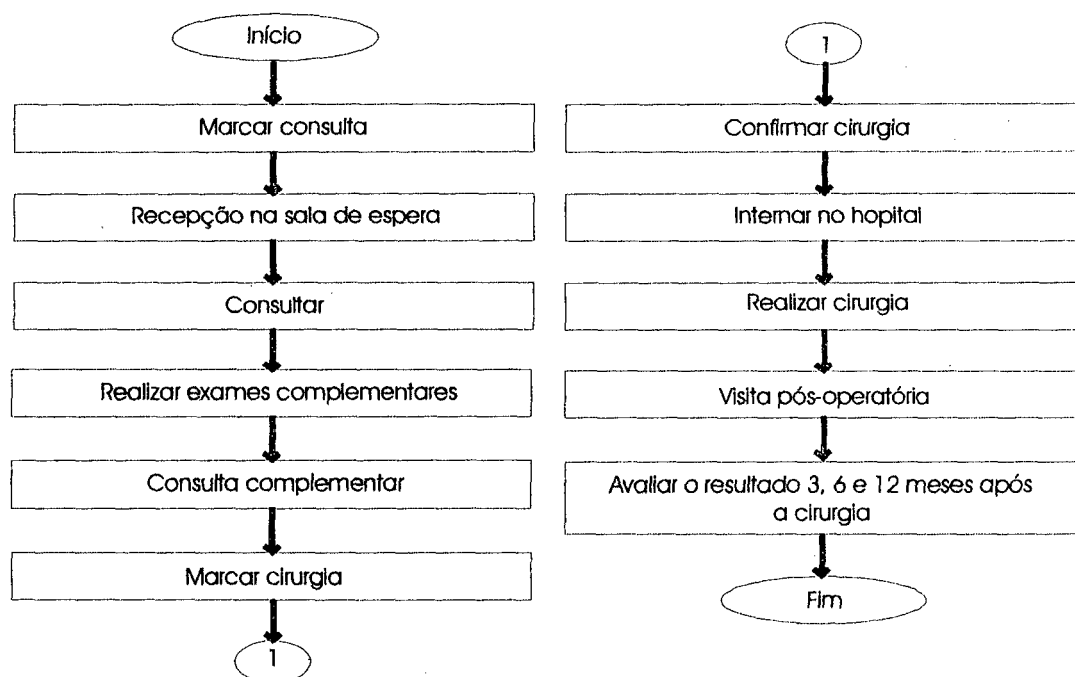 Início
Marcar consulta
Recepção na sala de espera
Consultar
Realizar exames complementares
Consulta complementar
Marcar cirurgia
1
1
Confirmar cirurgia
Internar no hopital
Realizar cirurgia
Visita pós-operatória
Avaliar o resultado 3, 6 e 12 meses após
a cirurgia
Fim